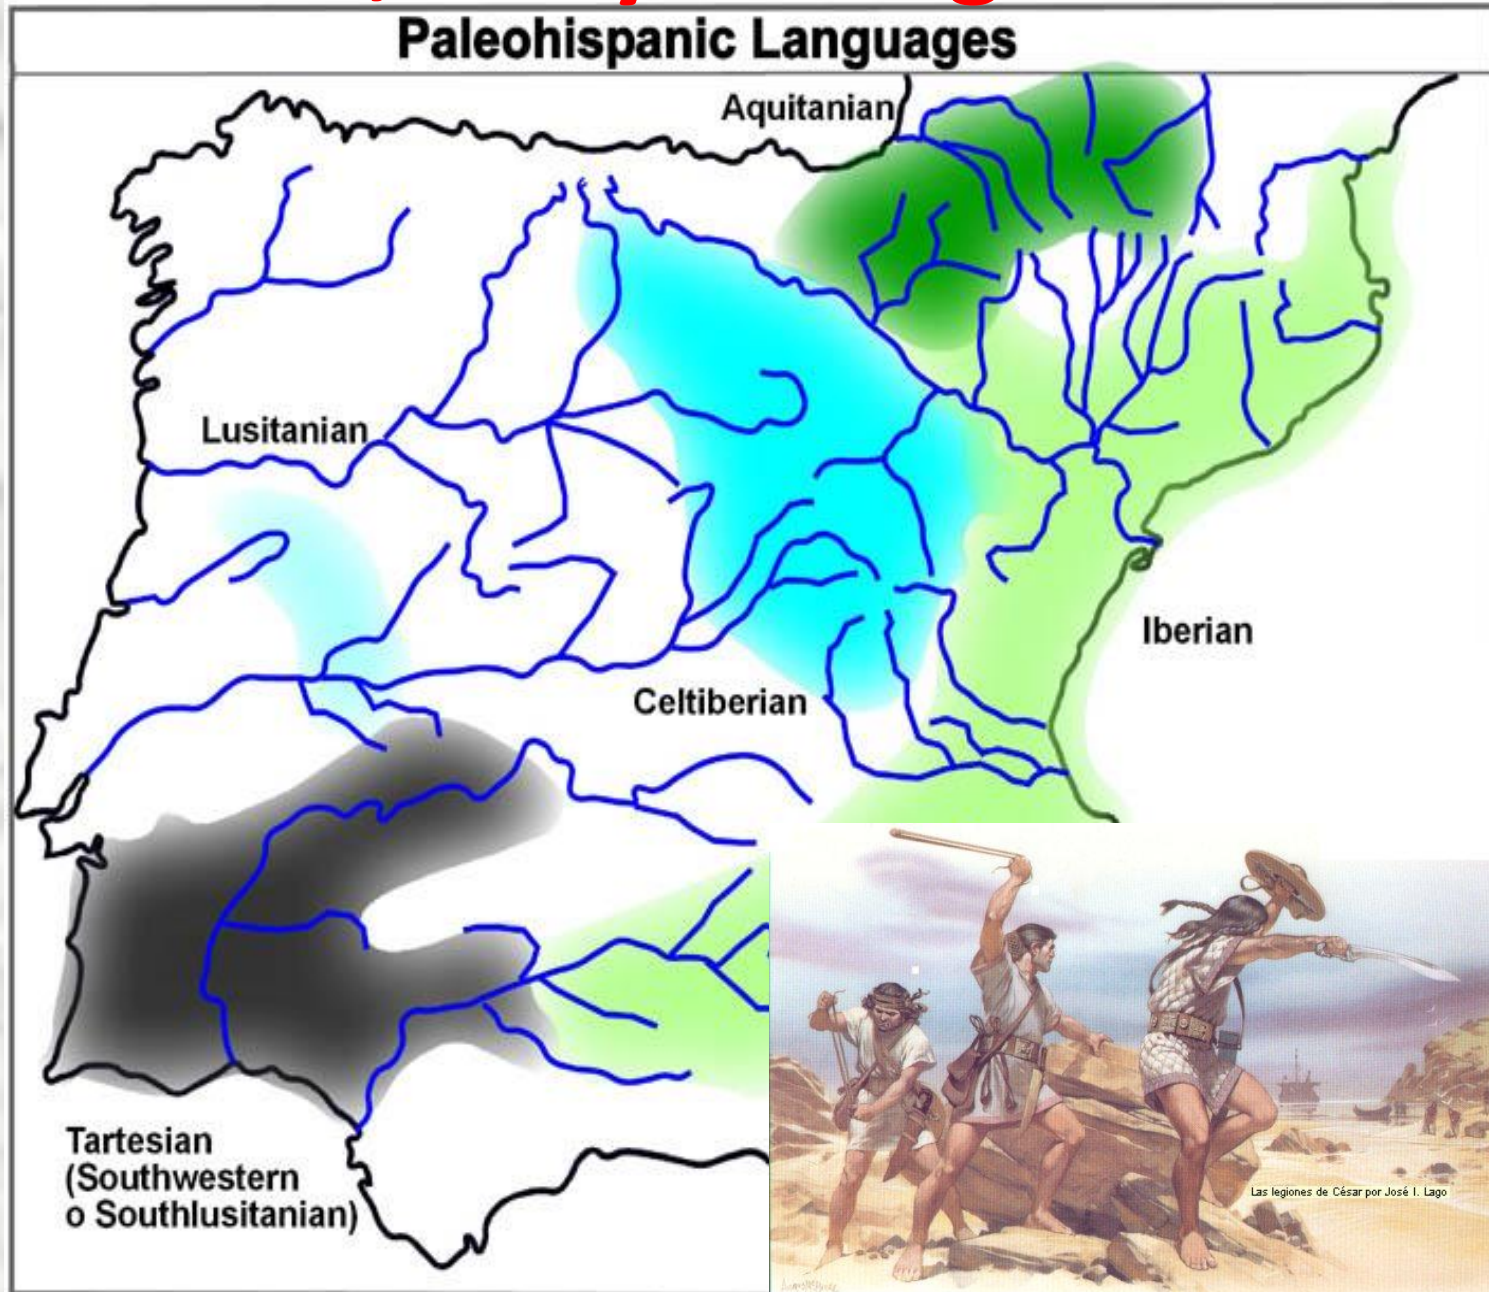 Paleohispanic Languages
Aquitanian
Lusitanian
Iberian
Celtiberian
Tartesian
(Southwestern
o Southlusitanian)
Las legiones de César por José I. Lago